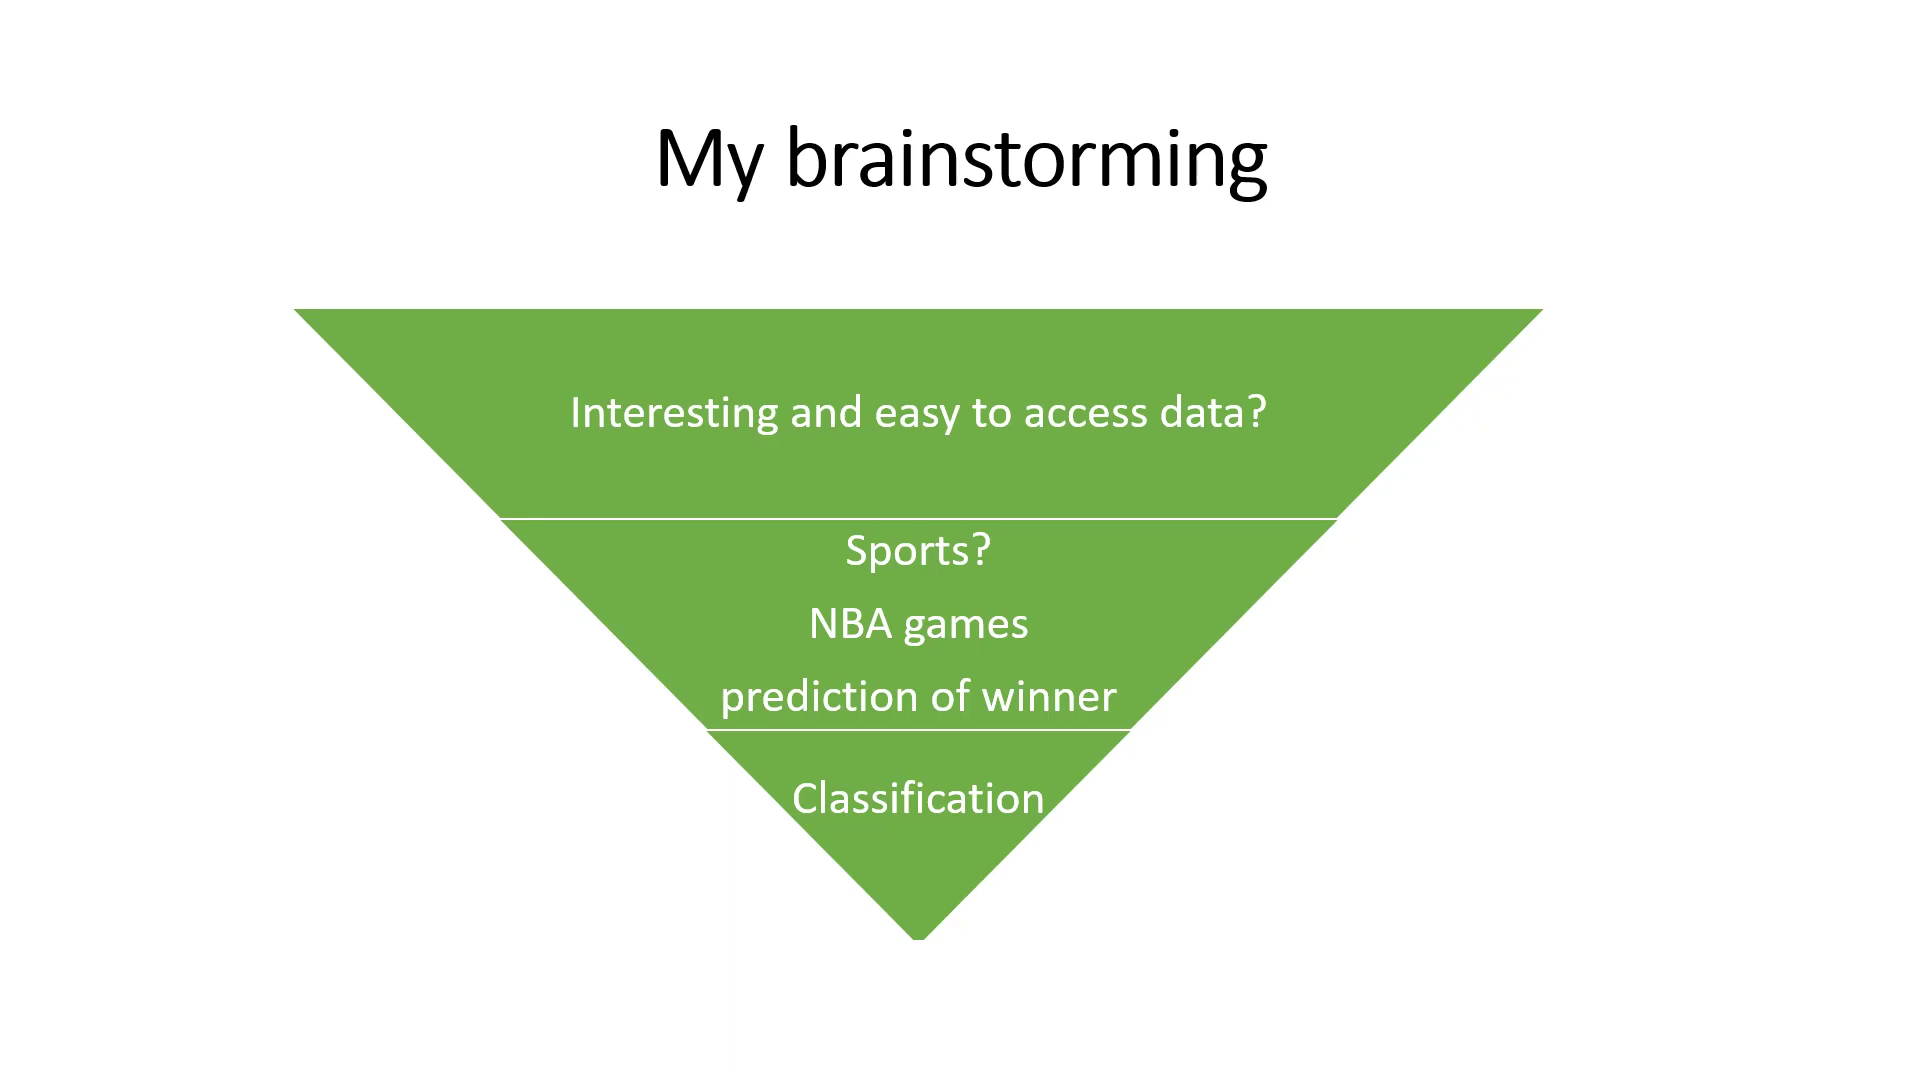 My brainstorming
Interesting and easy to access data?
Sports?
NBA games
prediction of winner
Classification